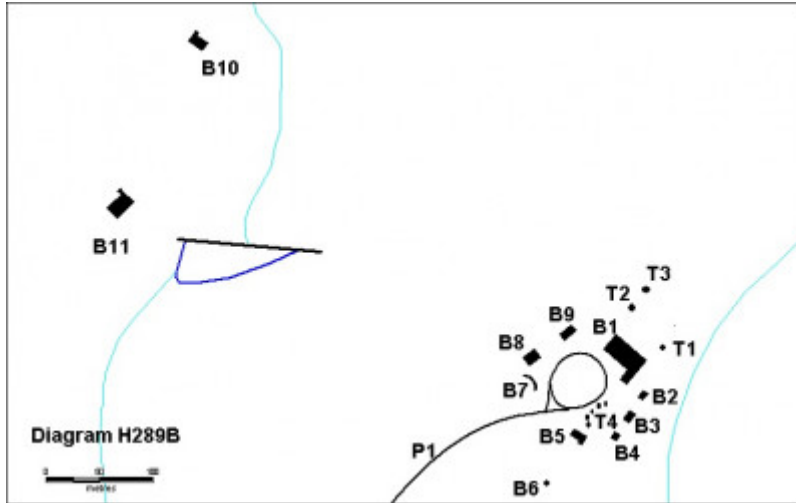 B10
B11
T3
T2
B1
B9
T1
B8
B7
B2
B3
T4
B5
B4
P1
B6
Diagram H289B
metres